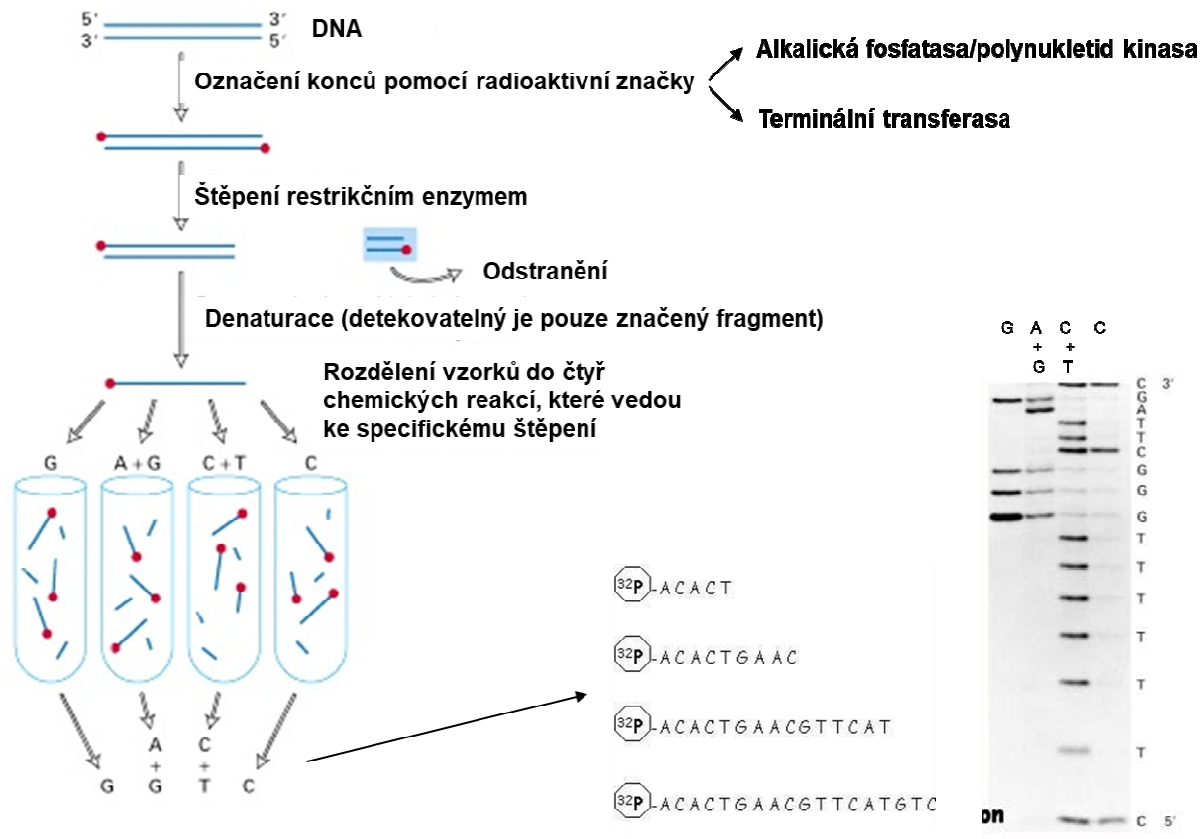 5′ 3′
3′ 5′
DNA
Alkalická fosfatasa/polynukletid kinasa
Označení konců pomocí radioaktivní značky
Terminální transferasa
Štěpení restrikčním enzymem
Odstranění
Denaturace (detekovatelný je pouze značený fragment)
Rozdělení vzorků do čtyř
chemických reakcí, které vedou
ke specifickému štěpení
G A+G C+T C
G
A
+
G
C
+
T
C
32P-ACACT
32P-ACACTGAAC
32P-ACACTGAACGTTCAT
32P-ACACTGAACGTTCATGTC
on
G
A
+
G
C
+
T
C
C 3′
G
A
T
T
C
G
G
G
T
T
T
T
T
T
C 5′